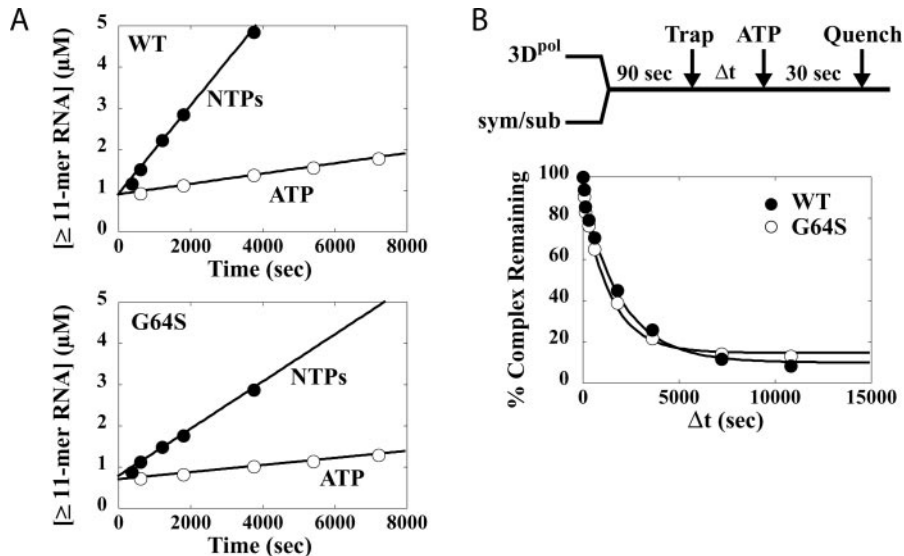 A
WT
NTPs
ATP
[≥ 11-mer RNA] (μM)
5
4
3
2
1
0
0 2000 4000 6000 8000
Time (sec)
G64S
NTPs
ATP
[≥ 11-mer RNA] (μM)
5
4
3
2
1
0
0 2000 4000 6000 8000
Time (sec)
B
3Dpol
sym/sub
90 sec
Trap
Δt
ATP
30 sec
Quench
% Complex Remaining
100
80
60
40
20
0
WT
G64S
0 5000 10000 15000
Δt (sec)